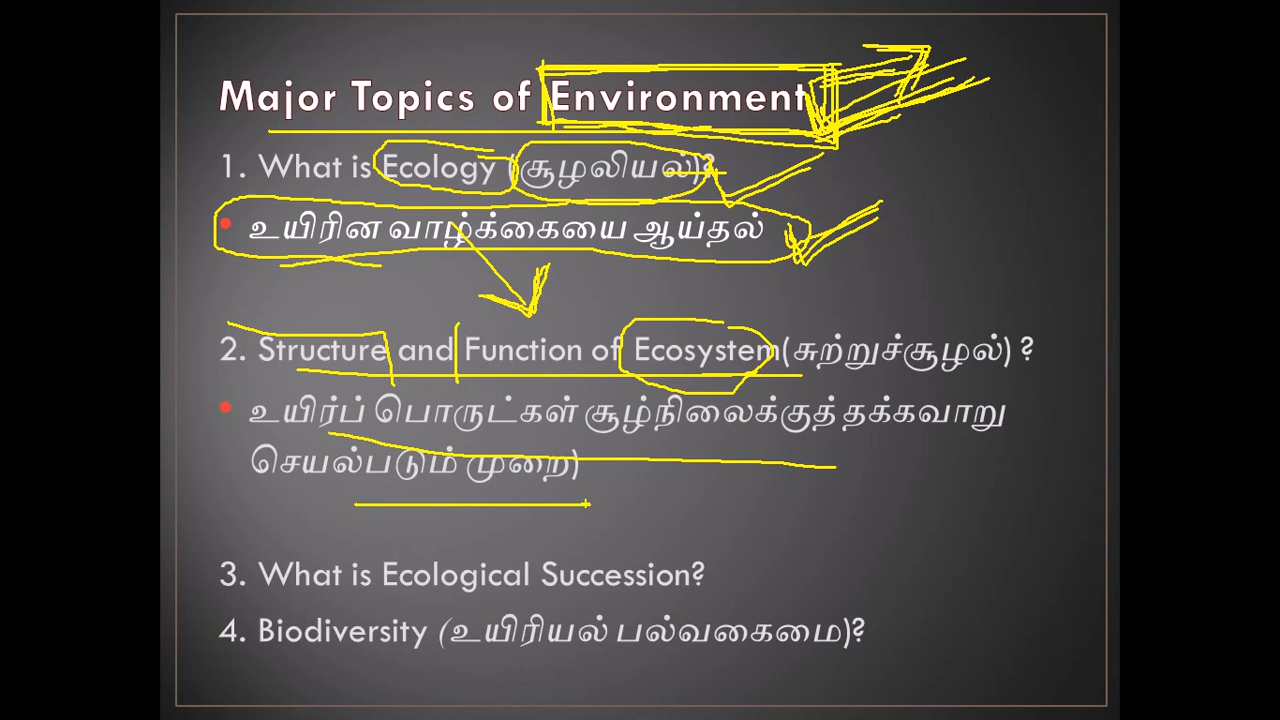 Major Topics of Environment
1. What is Ecology (சூழலியல்)?
• உயிரின வாழ்க்கையை ஆய்தல்
2. Structure and Function of Ecosystem(சுற்றுச்சூழல்) ?
• உயிர்ப் பொருட்கள் சூழ்நிலைக்குத் தக்கவாறு
செயல்படும் முறை)
3. What is Ecological Succession?
4. Biodiversity (உயிரியல் பல்வகைமை)?